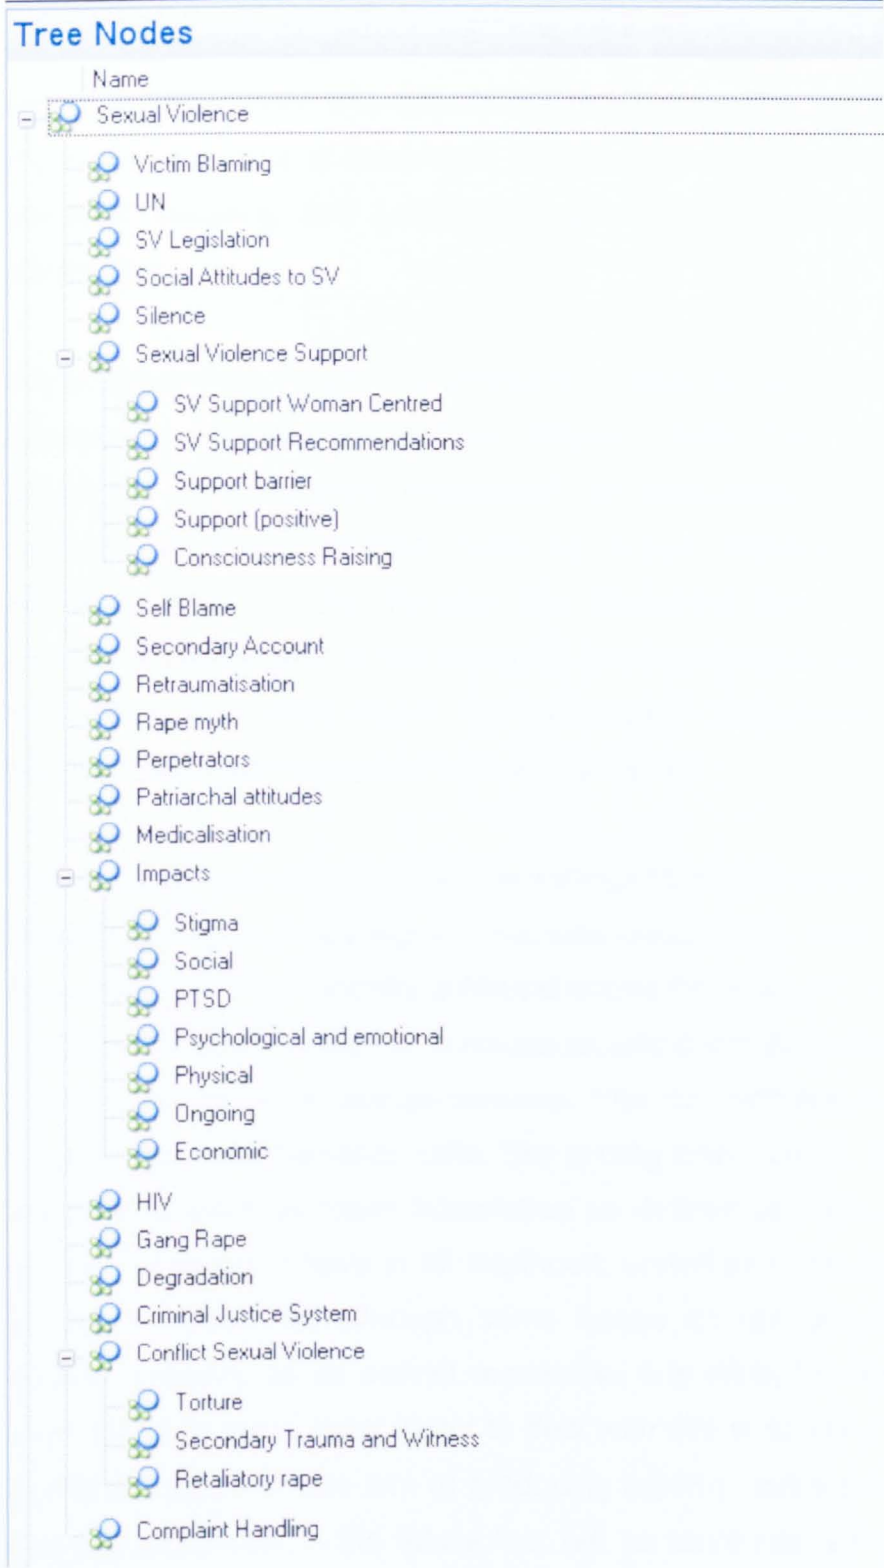 Tree Nodes
Name
Sexual Violence
Victim Blaming
UN
SV Legislation
Social Attitudes to SV
Silence
Sexual Violence Support
SV Support Woman Centred
SV Support Recommendations
Support barrier
Support (positive)
Consciousness Raising
Self Blame
Secondary Account
Retraumatisation
Rape myth
Perpetrators
Patriarchal attitudes
Medicalisation
Impacts
Stigma
Social
PTSD
Psychological and emotional
Physical
Ongoing
Economic
HIV
Gang Rape
Degradation
Criminal Justice System
Conflict Sexual Violence
Torture
Secondary Trauma and Witness
Retaliatory rape
Complaint Handling